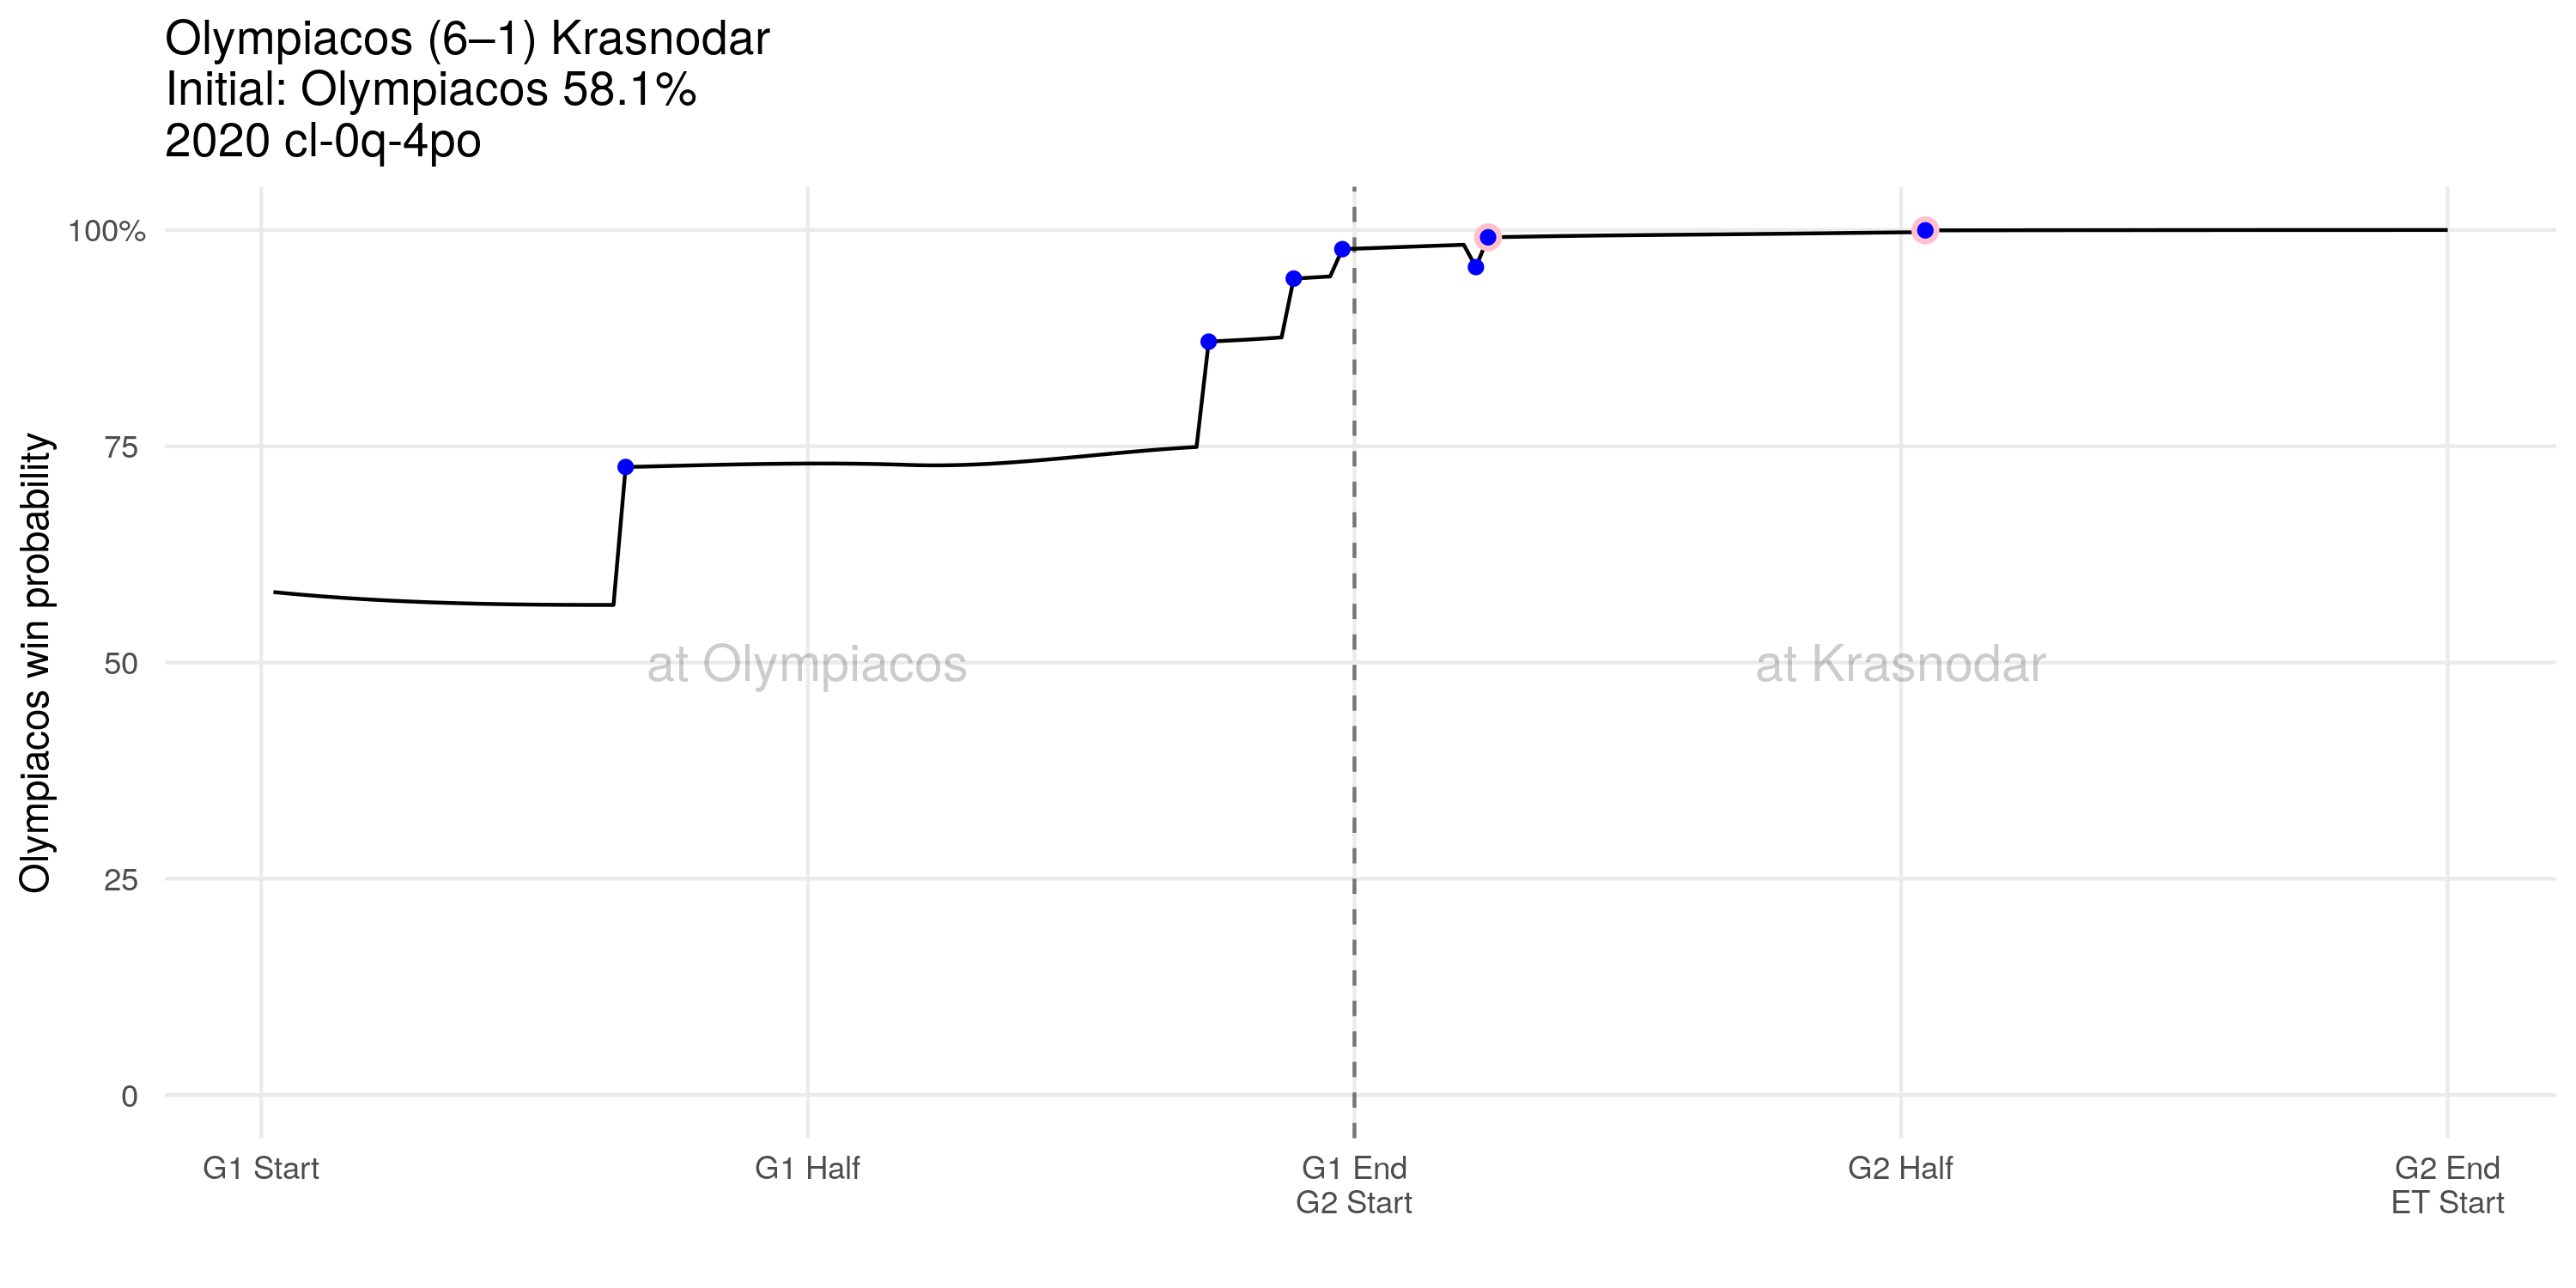 Olympiacos (6–1) Krasnodar
Initial: Olympiacos 58.1%
2020 cl-0q-4po
Olympiacos win probability
100%
75
50
25
0
at Olympiacos
at Krasnodar
G1 Start
G1 Half
G1 End
G2 Start
G2 Half
G2 End
ET Start